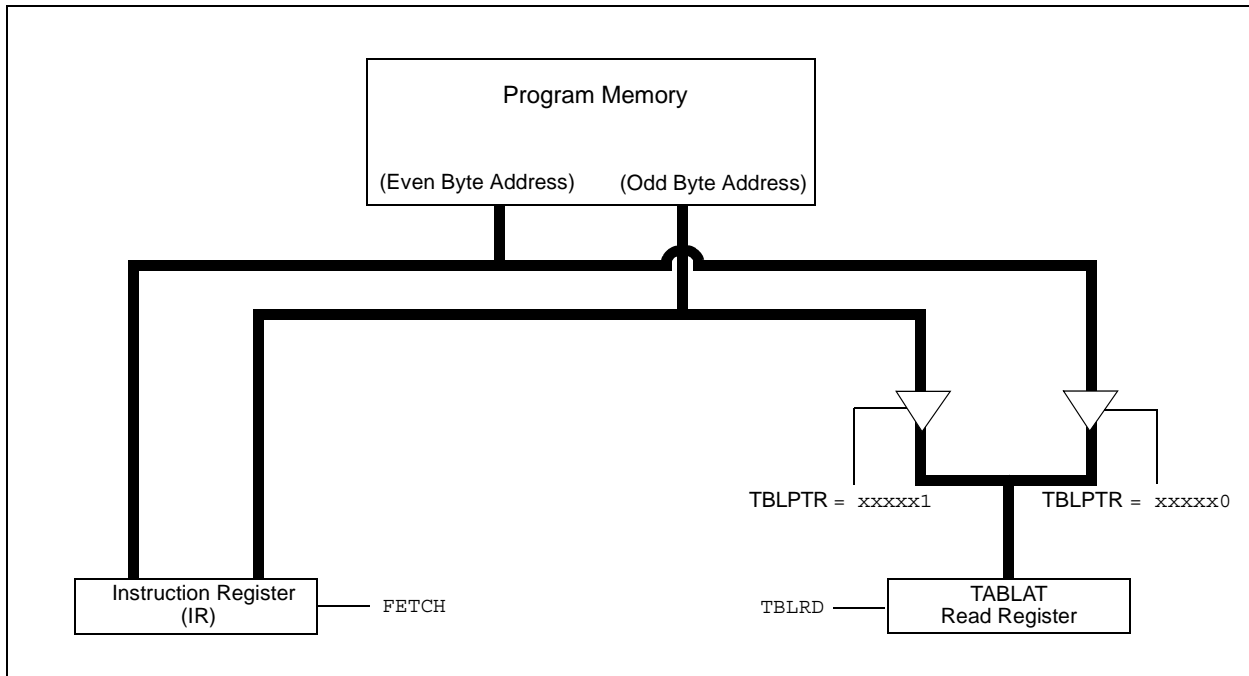 Program Memory
(Even Byte Address) (Odd Byte Address)
TBLPTR = xxxxx1 TBLPTR = xxxxx0
Instruction Register
(IR)
FETCH
TBLRD
TABLAT
Read Register